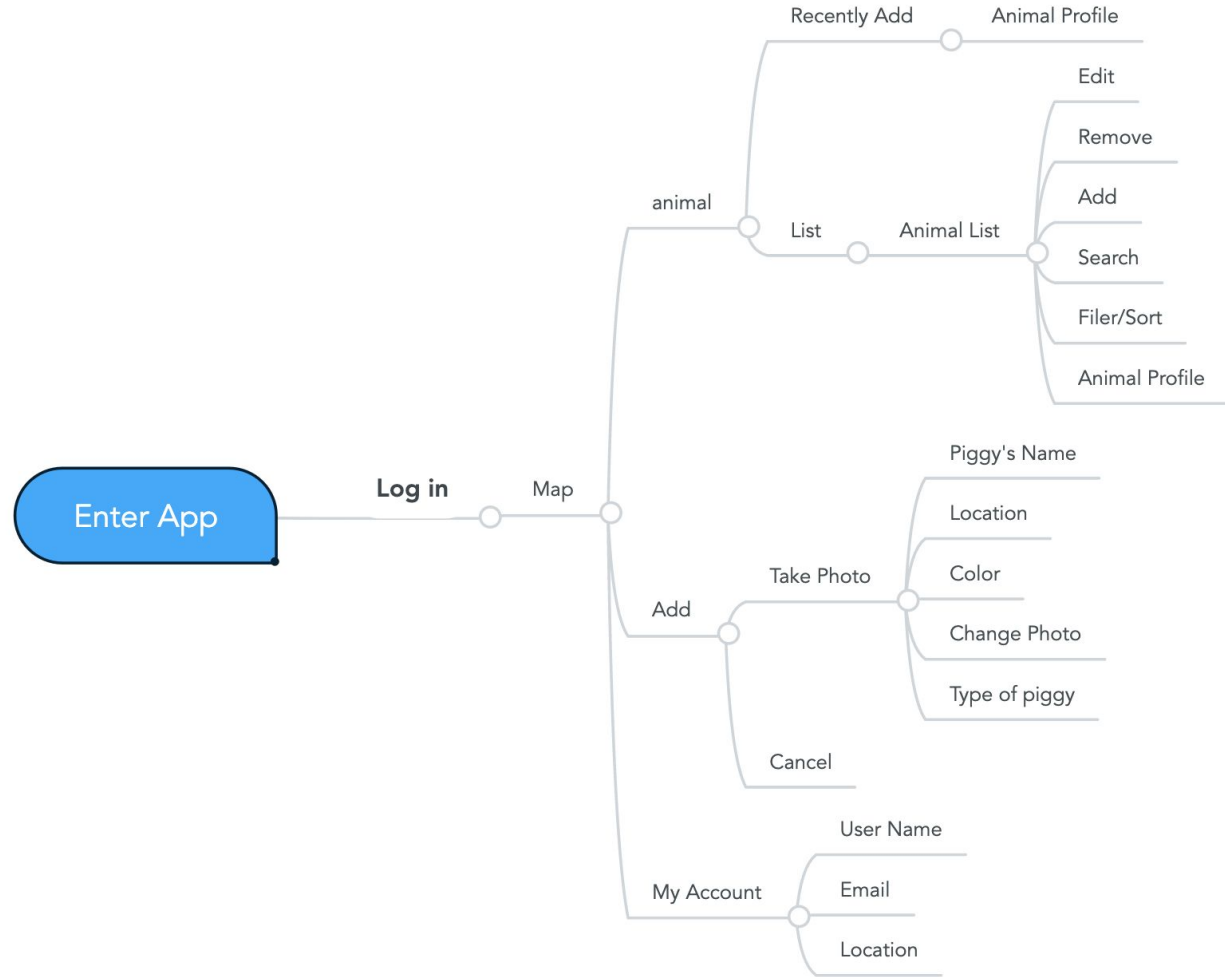 Enter App
Log in
Map
animal
Recently Add
Animal Profile
List
Animal List
Edit
Remove
Add
Search
Filer/Sort
Animal Profile
Add
Take Photo
Piggy's Name
Location
Color
Change Photo
Type of piggy
Cancel
My Account
User Name
Email
Location